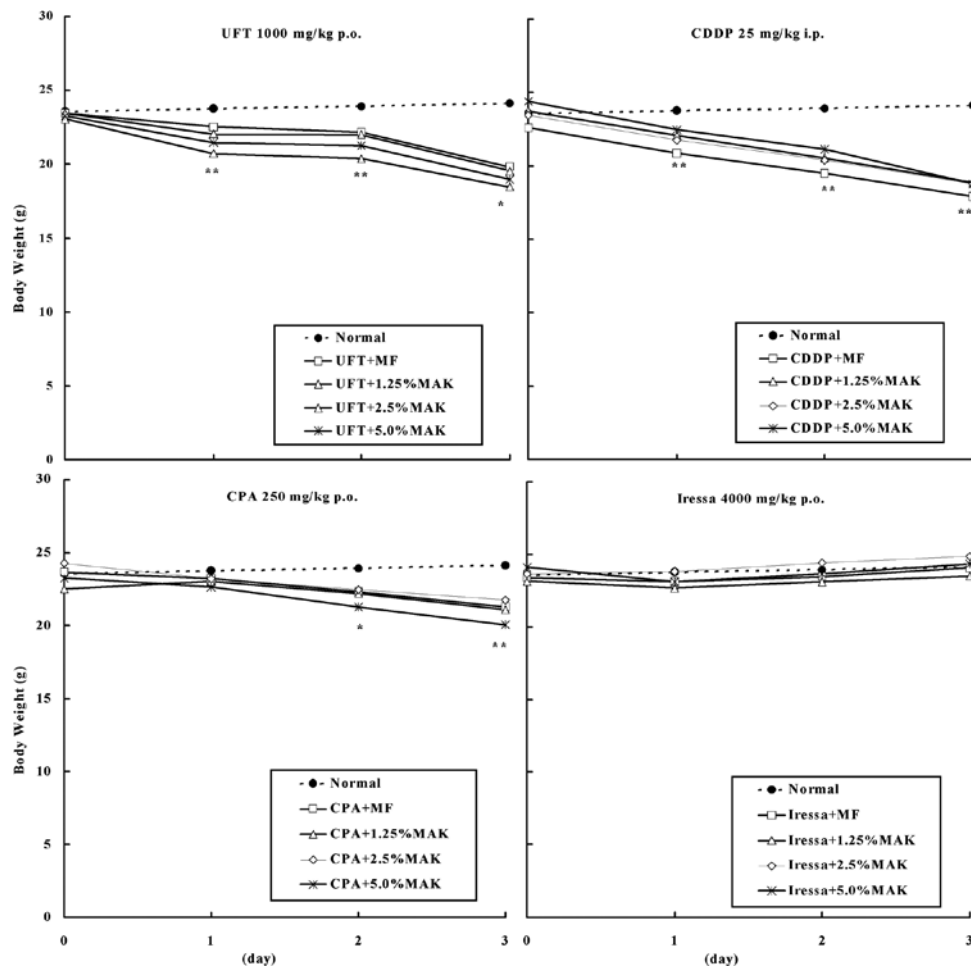 30
25
20
15
10
5
0
Body Weight (g)
UFT 1000 mg/kg p.o.
**
**
*
Normal
UFT+MF
UFT+1.25%MAK
UFT+2.5%MAK
UFT+5.0%MAK
CDDP 25 mg/kg i.p.
**
**
**
Normal
CDDP+MF
CDDP+1.25%MAK
CDDP+2.5%MAK
CDDP+5.0%MAK
30
25
20
15
10
5
0
Body Weight (g)
CPA 250 mg/kg p.o.
*
**
Normal
CPA+MF
CPA+1.25%MAK
CPA+2.5%MAK
CPA+5.0%MAK
0 1 2 3
(day)
Iressa 4000 mg/kg p.o.
Normal
Iressa+MF
Iressa+1.25%MAK
Iressa+2.5%MAK
Iressa+5.0%MAK
0 1 2 3
(day)